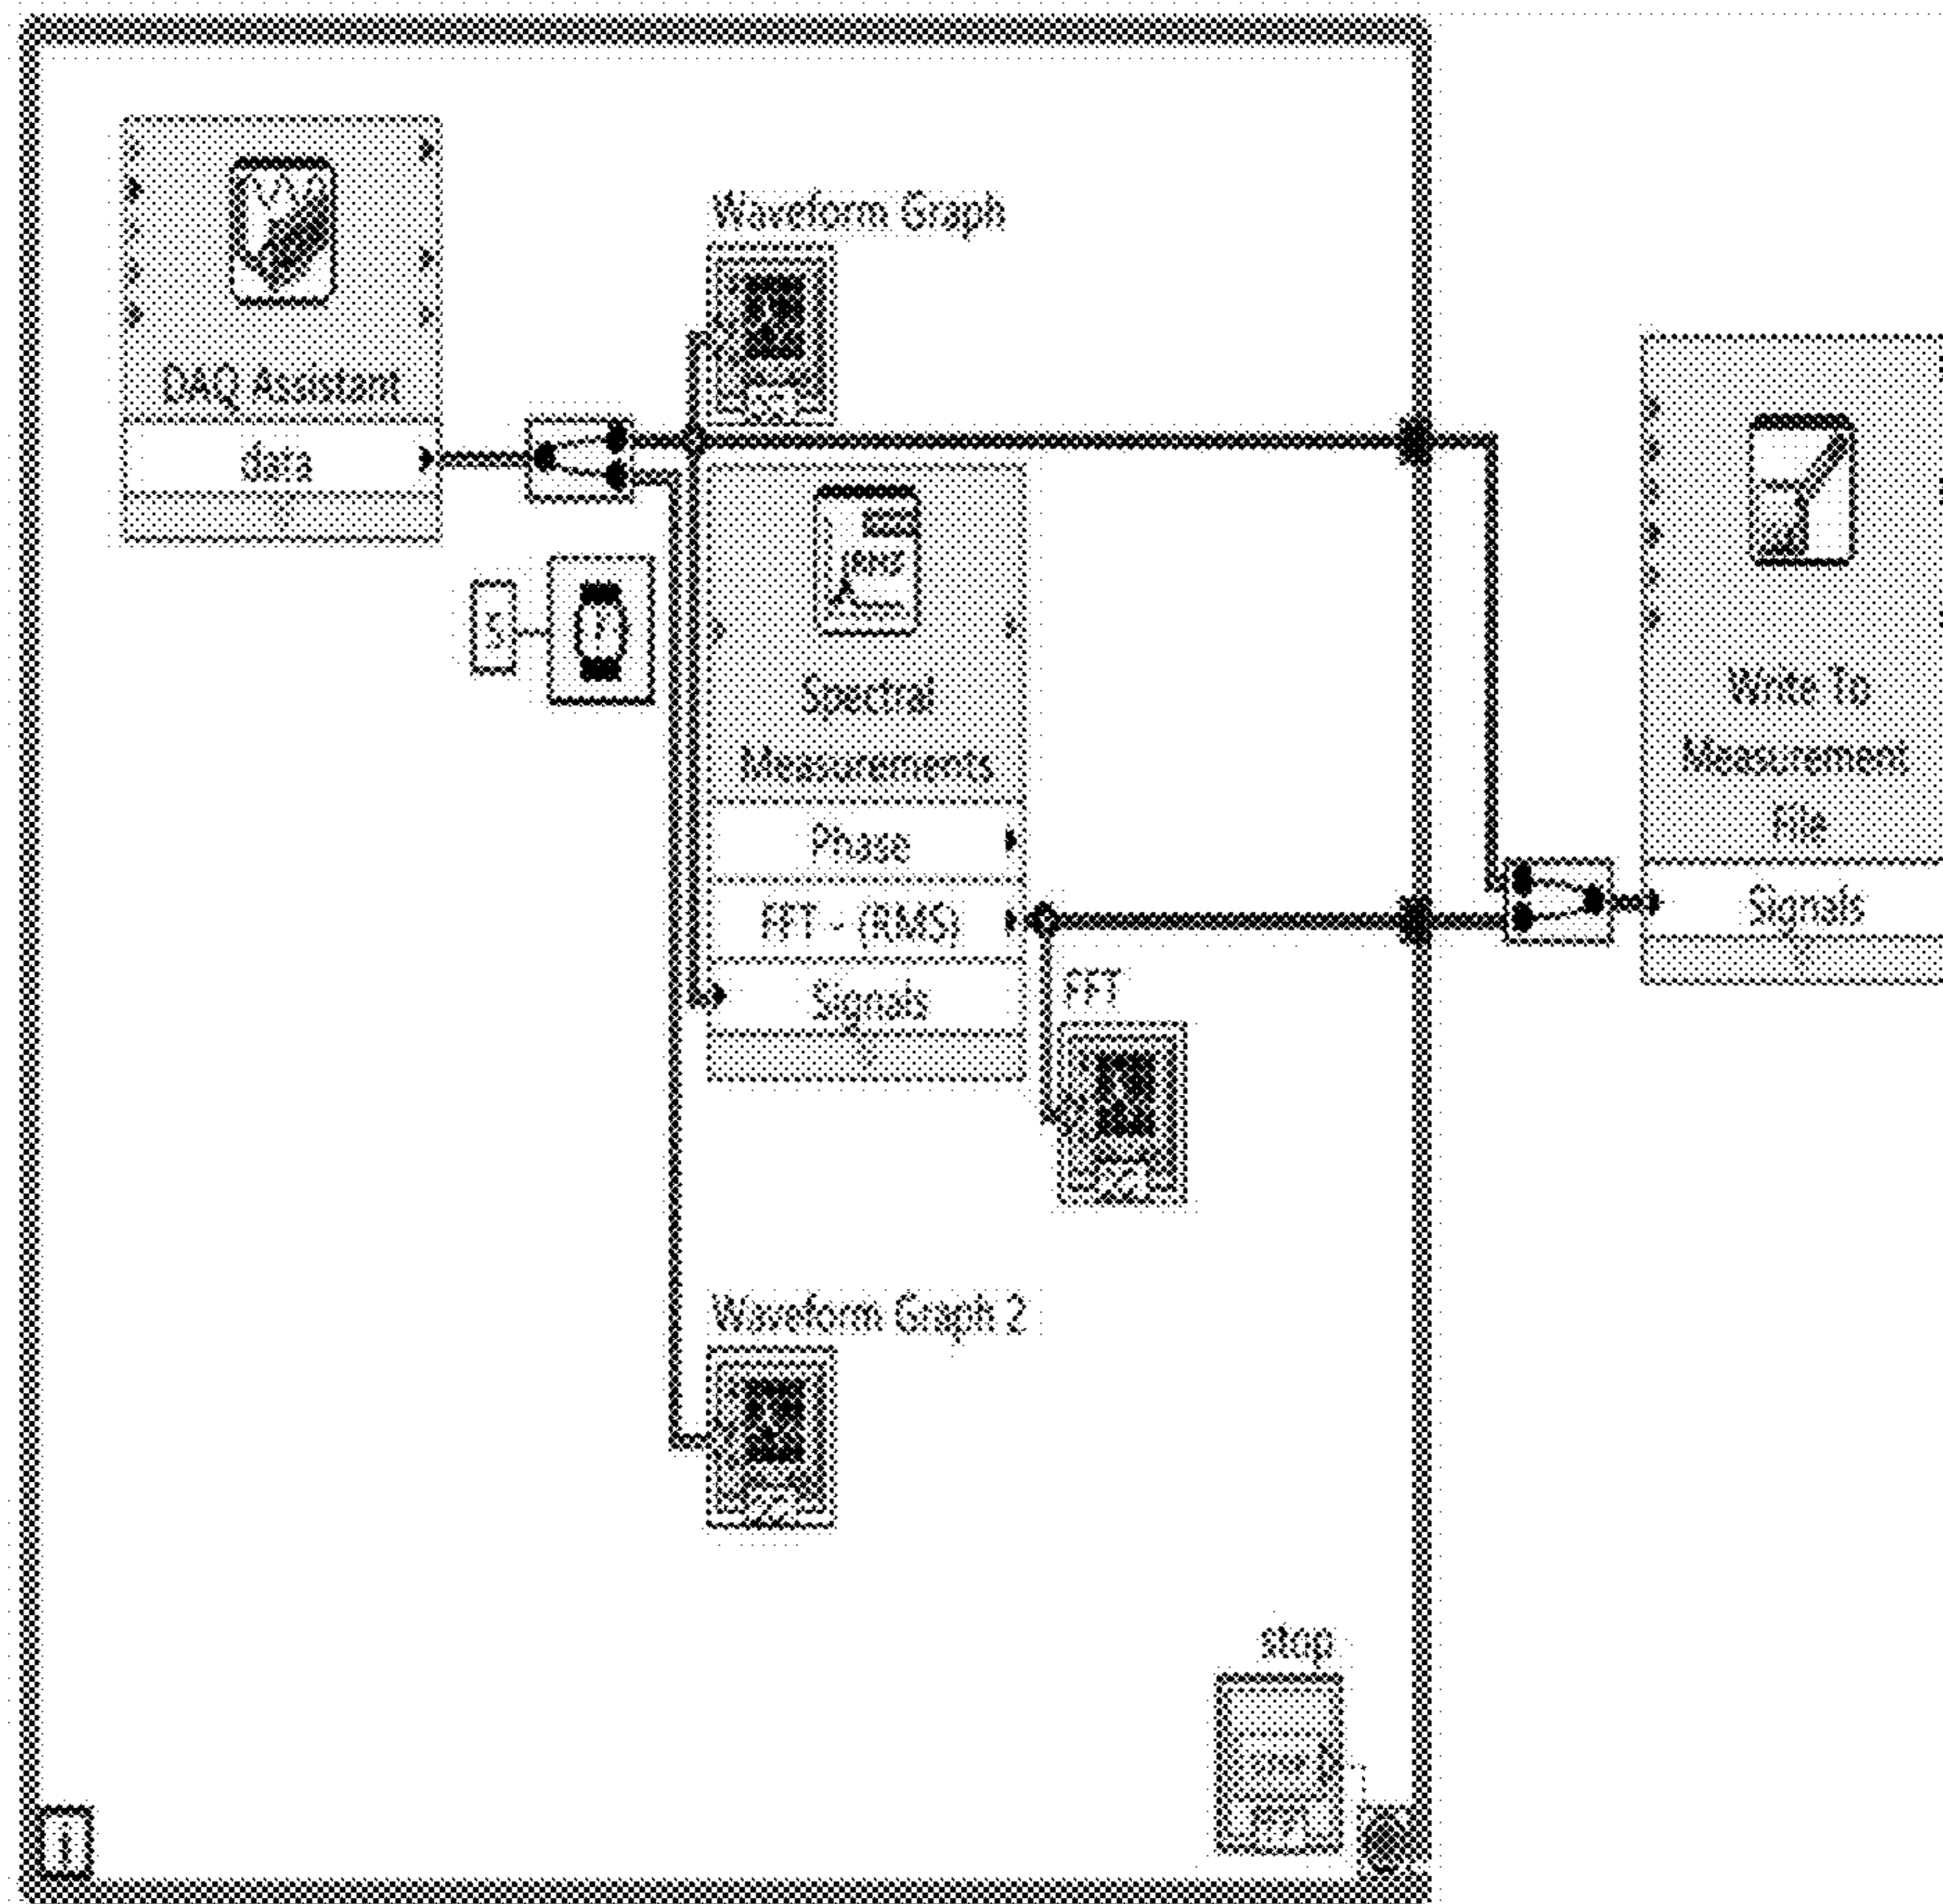 DAQ Assistant
data
Waveform Graph
5
Spectral
Measurements
Phase
FFT - (RMS)
Signals
FFT
Waveform Graph 2
stop
i
Write To
Measurement
File
Signals